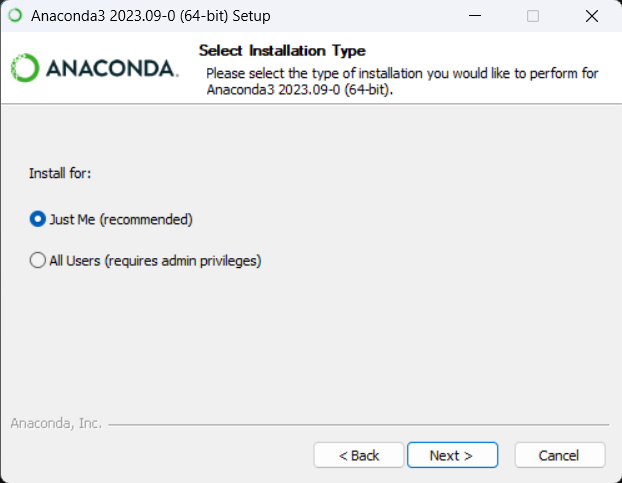 Anaconda3 2023.09-0 (64-bit) Setup
ANACONDA.
Select Installation Type
Please select the type of installation you would like to perform for
Anaconda3 2023.09-0 (64-bit).
Install for:
Just Me (recommended)
All Users (requires admin privileges)
Anaconda, Inc.
< Back
Next >
Cancel